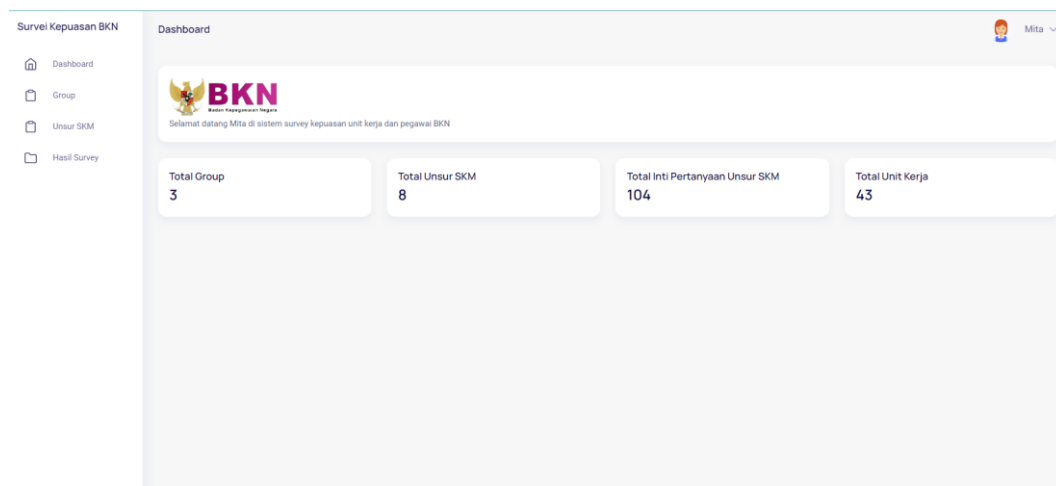 Survei Kepuasan BKN
Dashboard
Mita
Dashboard
Group
Unsur SKM
Hasil Survey
BKN
Badan Kepegawaian Negara
Selamat datang Mita di sistem survey kepuasan unit kerja dan pegawai BKN
Total Group
3
Total Unsur SKM
8
Total Inti Pertanyaan Unsur SKM
104
Total Unit Kerja
43